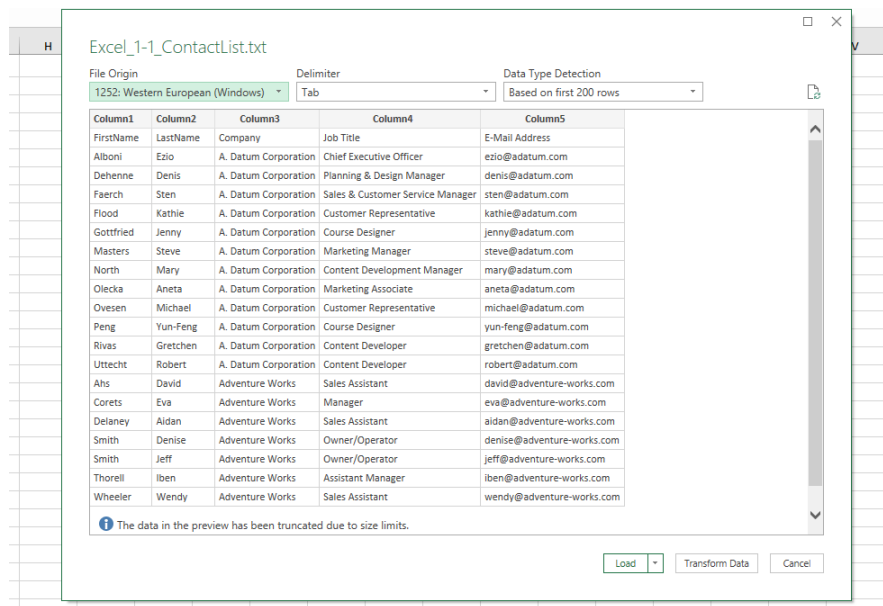 H
V
Excel_1-1_ContactList.txt
File Origin Delimiter Data Type Detection
1252: Western European (Windows) Tab Based on first 200 rows
Column1 Column2 Column3 Column4 Column5
FirstName LastName Company Job Title E-Mail Address
Alboni Ezio A. Datum Corporation Chief Executive Officer ezio@adatum.com
Dehenne Denis A. Datum Corporation Planning & Design Manager denis@adatum.com
Faerch Sten A. Datum Corporation Sales & Customer Service Manager sten@adatum.com
Flood Kathie A. Datum Corporation Customer Representative kathie@adatum.com
Gottfried Jenny A. Datum Corporation Course Designer jenny@adatum.com
Masters Steve A. Datum Corporation Marketing Manager steve@adatum.com
North Mary A. Datum Corporation Content Development Manager mary@adatum.com
Olecka Aneta A. Datum Corporation Marketing Associate aneta@adatum.com
Ovesen Michael A. Datum Corporation Customer Representative michael@adatum.com
Peng Yun-Feng A. Datum Corporation Course Designer yun-feng@adatum.com
Rivas Gretchen A. Datum Corporation Content Developer gretchen@adatum.com
Uttecht Robert A. Datum Corporation Content Developer robert@adatum.com
Ahs David Adventure Works Sales Assistant david@adventure-works.com
Corets Eva Adventure Works Manager eva@adventure-works.com
Delaney Aidan Adventure Works Sales Assistant aidan@adventure-works.com
Smith Denise Adventure Works Owner/Operator denise@adventure-works.com
Smith Jeff Adventure Works Owner/Operator jeff@adventure-works.com
Thorell Iben Adventure Works Assistant Manager iben@adventure-works.com
Wheeler Wendy Adventure Works Sales Assistant wendy@adventure-works.com
The data in the preview has been truncated due to size limits.
Load Transform Data Cancel